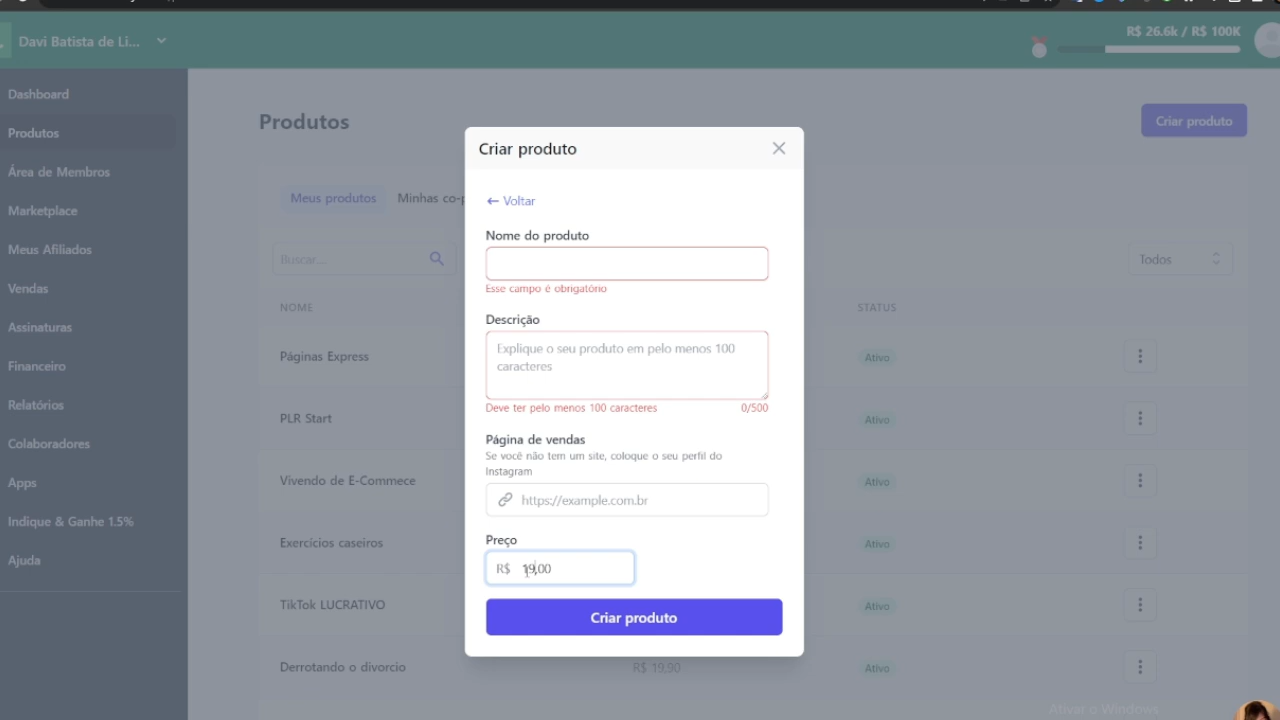 Davi Batista de Li...
R$ 26.6k / R$ 100K
Dashboard
Produtos
Área de Membros
Marketplace
Meus Afiliados
Vendas
Assinaturas
Financeiro
Relatórios
Colaboradores
Apps
Indique & Ganhe 1.5%
Ajuda
Produtos
Criar produto
Meus produtos
Minhas co-p
Buscar...
Todos
NOME
STATUS
Páginas Express
Ativo
PLR Start
Ativo
Vivendo de E-Commece
Ativo
Exercícios caseiros
Ativo
TikTok LUCRATIVO
Ativo
Derrotando o divorcio
R$ 19,90
Ativo
Criar produto
← Voltar
Nome do produto
Esse campo é obrigatório
Descrição
Explique o seu produto em pelo menos 100
caracteres
Deve ter pelo menos 100 caracteres
0/500
Página de vendas
Se você não tem um site, coloque o seu perfil do
Instagram
https://example.com.br
Preço
R$ 19,00
Criar produto
Ativar o Windows